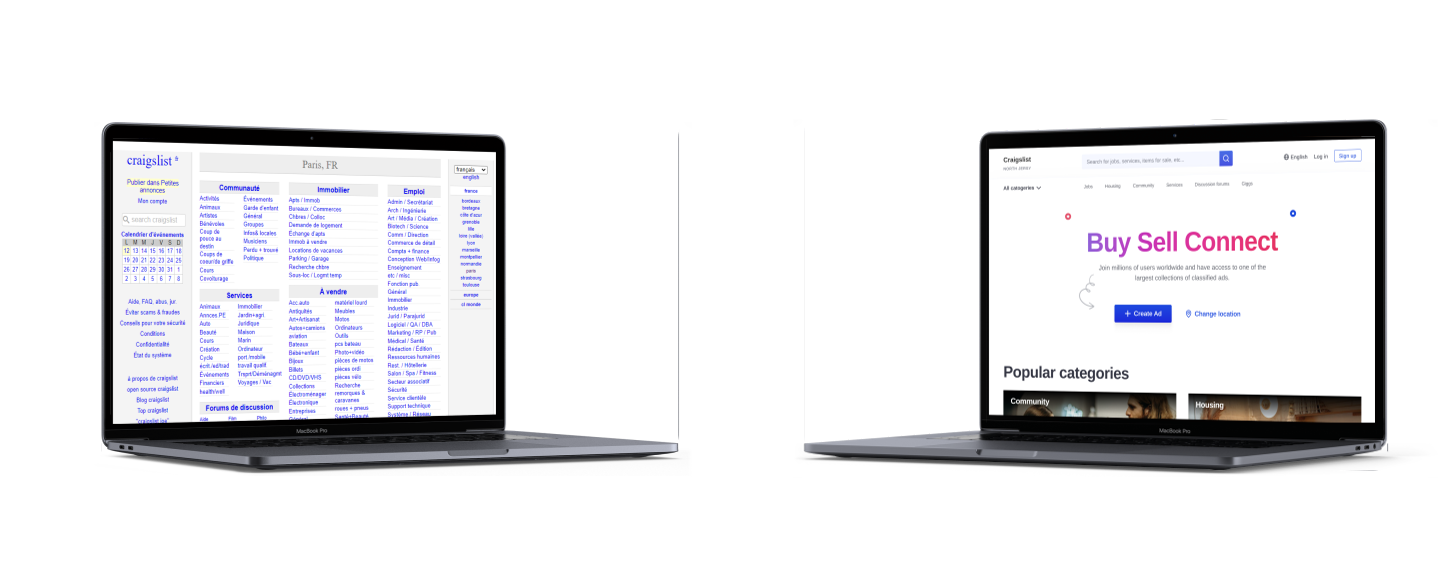 craigslist
Publier dans Petites
annonces
Mon compte
search craigslist
Calendrier d'évènements
L M M J V S D
12 13 14 15 16 17 18
19 20 21 22 23 24 25
26 27 28 29 30 31 1
2 3 4 5 6 7 8
Aide, FAQ, abus, jur.
Éviter scams & fraudes
Conseils pour votre sécurité
Conditions
Confidentialité
État du système
à propos de craigslist
open source craigslist
Blog craigslist
Top craigslist
"craigslist joe"
Paris, FR
Communauté
Activités
Animaux
Artistes
Bénévoles
Coup de
pouce au
destin
Coups de
coeur/de griffe
Cours
Covoiturage
Événements
Garde d'enfant
Général
Groupes
Infos& locales
Musiciens
Perdu + trouvé
Politique
Services
Animaux
Annces PE
Auto
Beauté
Cours
Création
Cycle
écrit /ed/trad
Événements
Financiers
health/well
Immobilier
Jardin+agri.
Juridique
Maison
Marin
Ordinateur
port./mobile
travail qualif.
Trnprt/Déménagmt
Voyages / Vac
Forums de discussion
aide
Film
Philo
Immobilier
Apts / Immob
Bureaux / Commerces
Chbres / Colloc
Demande de logement
Échange d'apts
Immob à vendre
Locations de vacances
Parking / Garage
Recherche chbre
Sous-loc / Logmt temp
À vendre
Acc.auto
Antiquités
Art+Artisanat
Autos+camions
aviation
Bateaux
Bébé+enfant
Bijoux
Billets
CD/DVD/VHS
Collections
Électroménager
Électronique
Entreprises
Général
matériel lourd
Meubles
Motos
Ordinateurs
Outils
pcs bateau
Photo+vidéo
pièces de motos
pièces ordi
pièces vélo
Recherche
remorques &
caravanes
roues + pneus
Santé+Beauté
Emploi
Admin / Secrétariat
Arch / Ingénierie
Art / Média / Création
Biotech / Science
Comm / Direction
Commerce de détail
Compta + finance
Conception Web/Infog
Enseignement
etc / misc
Fonction pub
Général
Immobilier
Industrie
Jurid / Parajurid
Logiciel / QA / DBA
Marketing / RP / Pub
Médical / Santé
Rédaction / Édition
Ressources humaines
Rest. / Hôtellerie
Salon / Spa / Fitness
Secteur associatif
Sécurité
Service clientèle
Support technique
Système / Réseau
français
english
france
bordeaux
bretagne
côte d'azur
grenoble
lille
loire (vallée)
lyon
marseille
montpellier
normandie
paris
strasbourg
toulouse
europe
cl monde
MacBook Pro
Craigslist
NORTH JERSEY
Search for jobs, services, items for sale, etc...
English
Log in
Sign up
All categories
Jobs
Housing
Community
Services
Discussion forums
Giggs
Buy Sell Connect
Join millions of users worldwide and have access to one of the
largest collections of classified ads.
Create Ad
Change location
Popular categories
Community
Housing
MacBook Pro